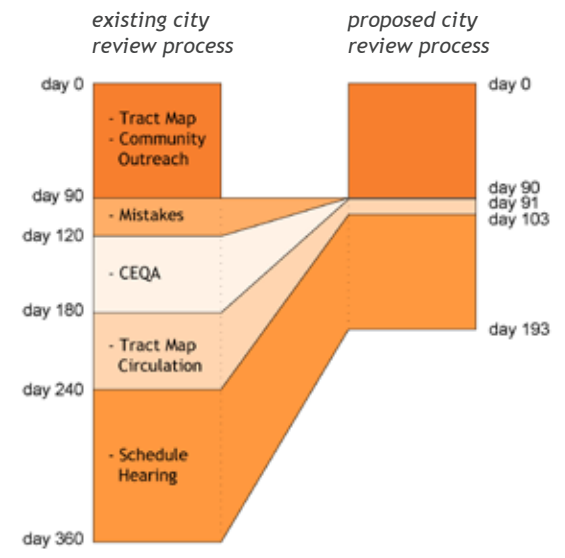 existing city
review process
proposed city
review process
day 0
- Tract Map
- Community
Outreach
day 90
- Mistakes
day 120
- CEQA
day 180
- Tract Map
Circulation
day 240
- Schedule
Hearing
day 360
day 0
day 90
day 91
day 103
day 193